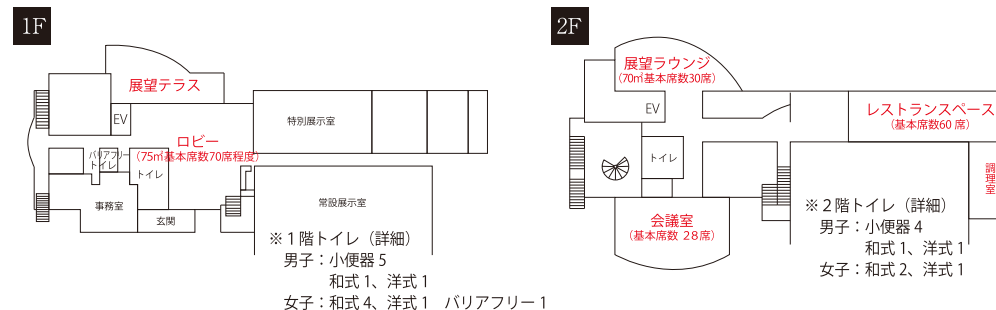 1F
展望テラス
EV
ロビー
(75㎡基本席数70席程度)
特別展示室
バリアフリー
トイレ
トイレ
事務室
玄関
常設展示室
※１階トイレ（詳細）
男子：小便器 5
和式 1、洋式 1
女子：和式 4、洋式 1　バリアフリー 1
2F
展望ラウンジ
(70㎡基本席数30席)
EV
レストランスペース
(基本席数60 席)
トイレ
調理室
会議室
(基本席数 28席)
※２階トイレ（詳細）
男子：小便器 4
和式 1、洋式 1
女子：和式 2、洋式 1